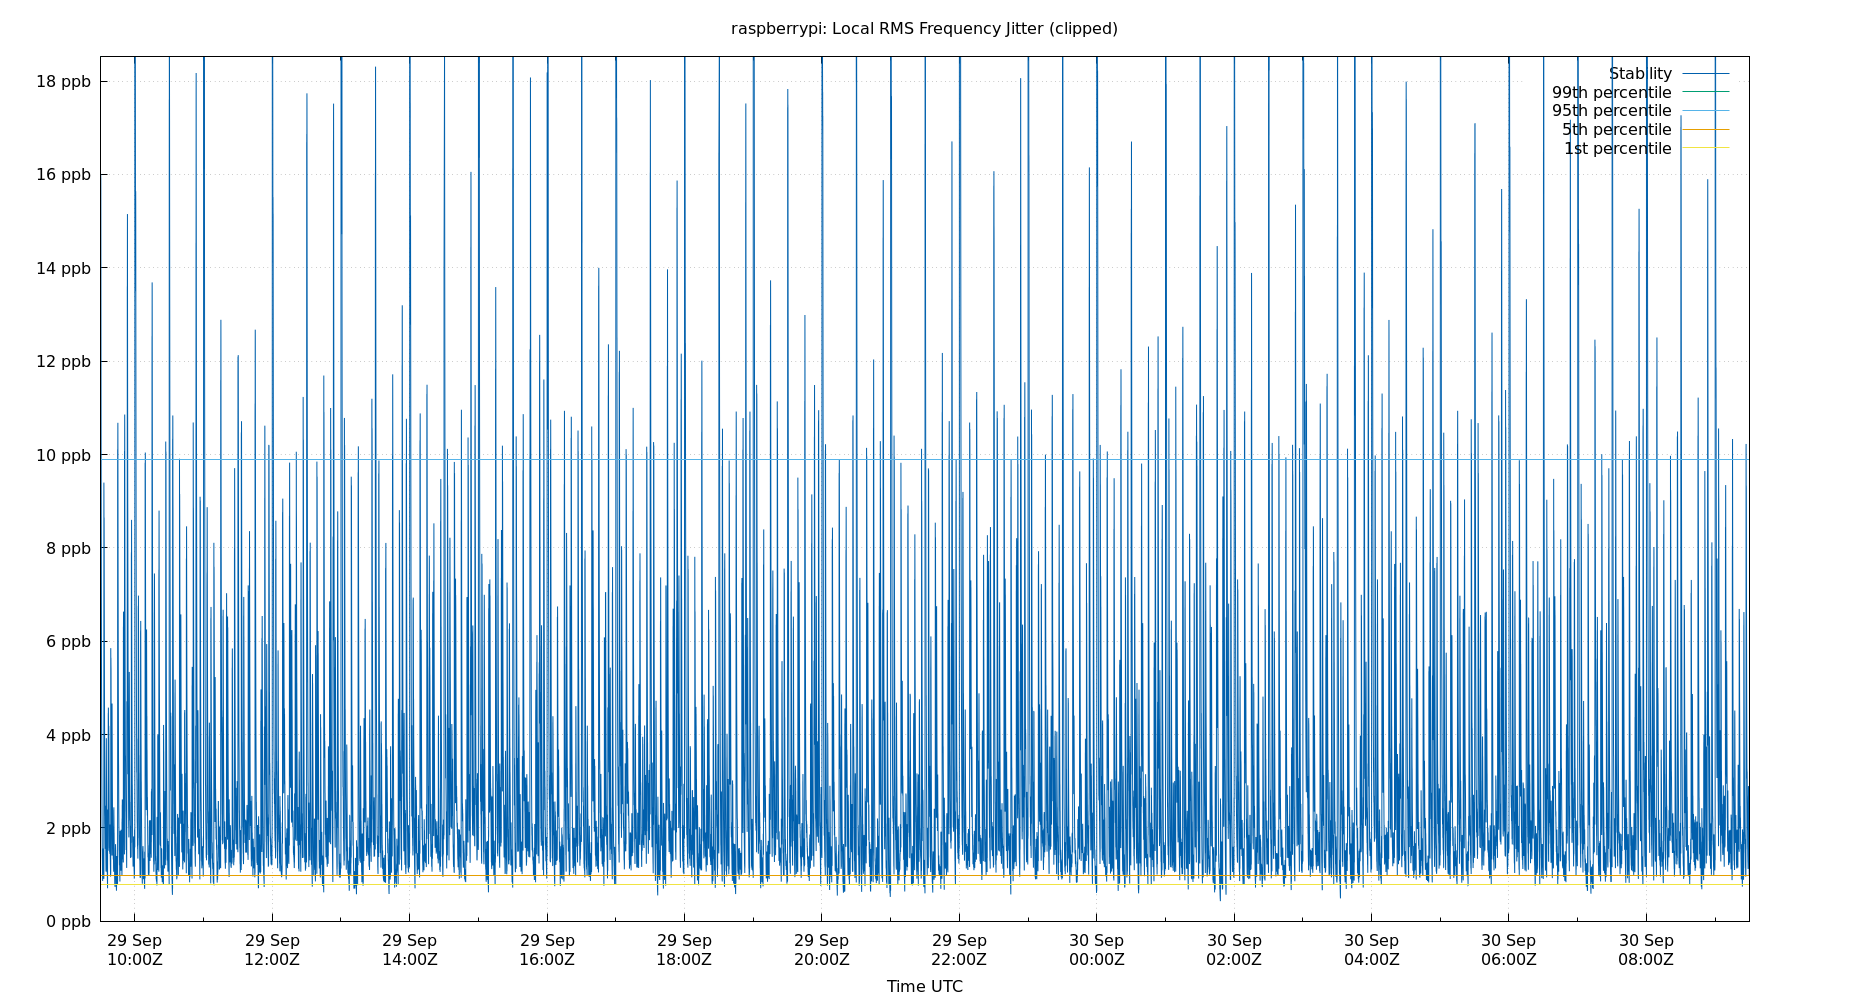 raspberrypi: Local RMS Frequency Jitter (clipped)
18 ppb
16 ppb
14 ppb
12 ppb
10 ppb
8 ppb
6 ppb
4 ppb
2 ppb
0 ppb
Stability
99th percentile
95th percentile
5th percentile
1st percentile
29 Sep 29 Sep 29 Sep 29 Sep 29 Sep 29 Sep 29 Sep 30 Sep 30 Sep 30 Sep 30 Sep 30 Sep
10:00Z 12:00Z 14:00Z 16:00Z 18:00Z 20:00Z 22:00Z 00:00Z 02:00Z 04:00Z 06:00Z 08:00Z
Time UTC